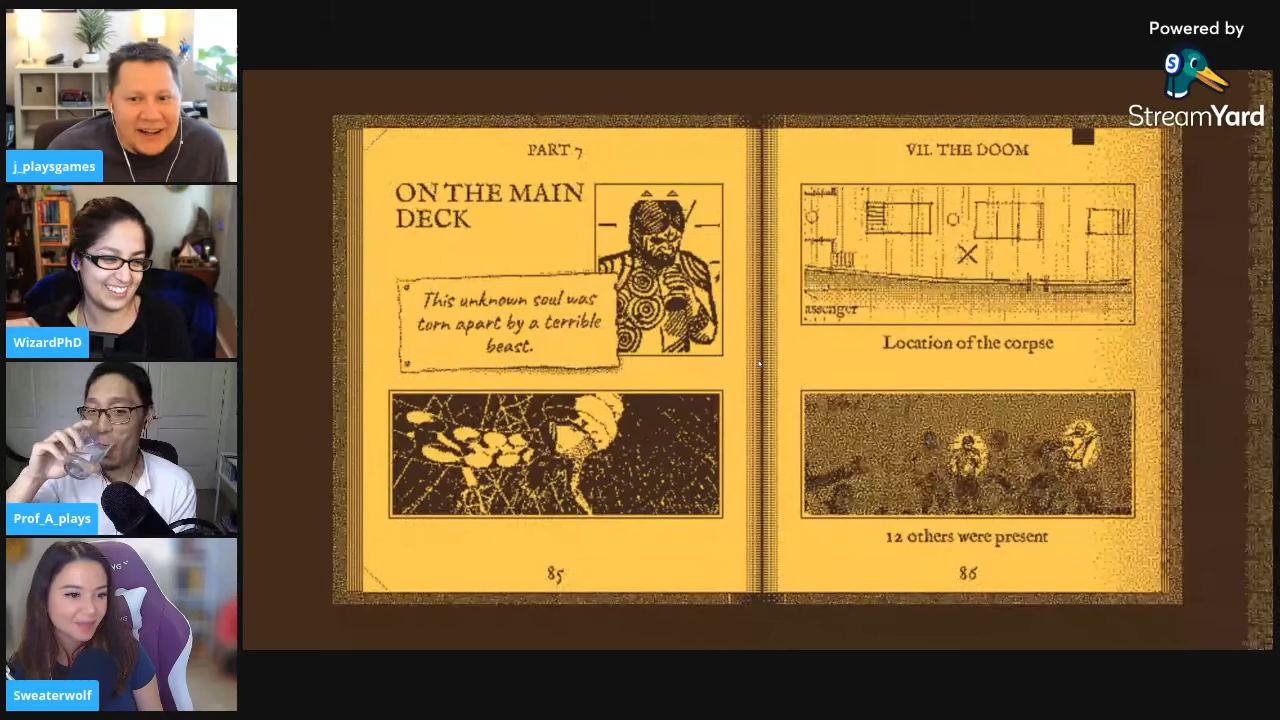 Powered by
StreamYard
j_playsgames
WizardPhD
Prof_A_plays
Sweaterwolf
PART 7
ON THE MAIN
DECK
This unknown soul was
torn apart by a terrible
beast.
85
VII. THE DOOM
assenger
Location of the corpse
12 others were present
86